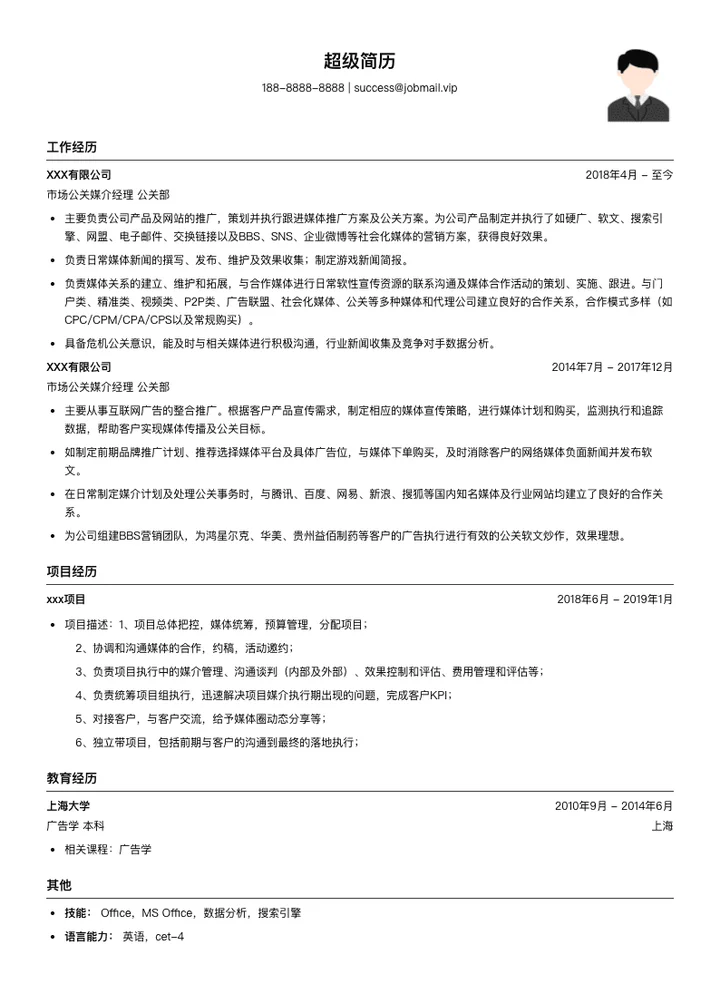 超级简历
188-8888-8888 | success@jobmail.vip
工作经历
XXX有限公司 2018年4月 – 至今
市场公关媒介经理 公关部
• 主要负责公司产品及网站的推广，策划并执行跟进媒体推广方案及公关方案。为公司产品制定并执行了如硬广、软文、搜索引
擎、网盟、电子邮件、交换链接以及BBS、SNS、企业微博等社会化媒体的营销方案，获得良好效果。
• 负责日常媒体新闻的撰写、发布、维护及效果收集；制定游戏新闻简报。
• 负责媒体关系的建立、维护和拓展，与合作媒体进行日常软性宣传资源的联系沟通及媒体合作活动的策划、实施、跟进。与门
户类、精准类、视频类、P2P类、广告联盟、社会化媒体、公关等多种媒体和代理公司建立良好的合作关系，合作模式多样（如
CPC/CPM/CPA/CPS以及常规购买）。
• 具备危机公关意识，能及时与相关媒体进行积极沟通，行业新闻收集及竞争对手数据分析。
XXX有限公司 2014年7月 – 2017年12月
市场公关媒介经理 公关部
• 主要从事互联网广告的整合推广。根据客户产品宣传需求，制定相应的媒体宣传策略，进行媒体计划和购买，监测执行和追踪
数据，帮助客户实现媒体传播及公关目标。
• 如制定前期品牌推广计划、推荐选择媒体平台及具体广告位，与媒体下单购买，及时消除客户的网络媒体负面新闻并发布软
文。
• 在日常制定媒介计划及处理公关事务时，与腾讯、百度、网易、新浪、搜狐等国内知名媒体及行业网站均建立了良好的合作关
系。
• 为公司组建BBS营销团队，为鸿星尔克、华美、贵州益佰制药等客户的广告执行进行有效的公关软文炒作，效果理想。
项目经历
xxx项目 2018年6月 – 2019年1月
• 项目描述：1、项目总体把控，媒体统筹，预算管理，分配项目；
2、协调和沟通媒体的合作，约稿，活动邀约；
3、负责项目执行中的媒介管理、沟通谈判（内部及外部）、效果控制和评估、费用管理和评估等；
4、负责统筹项目组执行，迅速解决项目媒介执行期出现的问题，完成客户KPI；
5、对接客户，与客户交流，给予媒体圈动态分享等；
6、独立带项目，包括前期与客户的沟通到最终的落地执行；
教育经历
上海大学 2010年9月 – 2014年6月
广告学 本科 上海
• 相关课程：广告学
其他
• 技能： Office，MS Office，数据分析，搜索引擎
• 语言能力： 英语，cet-4